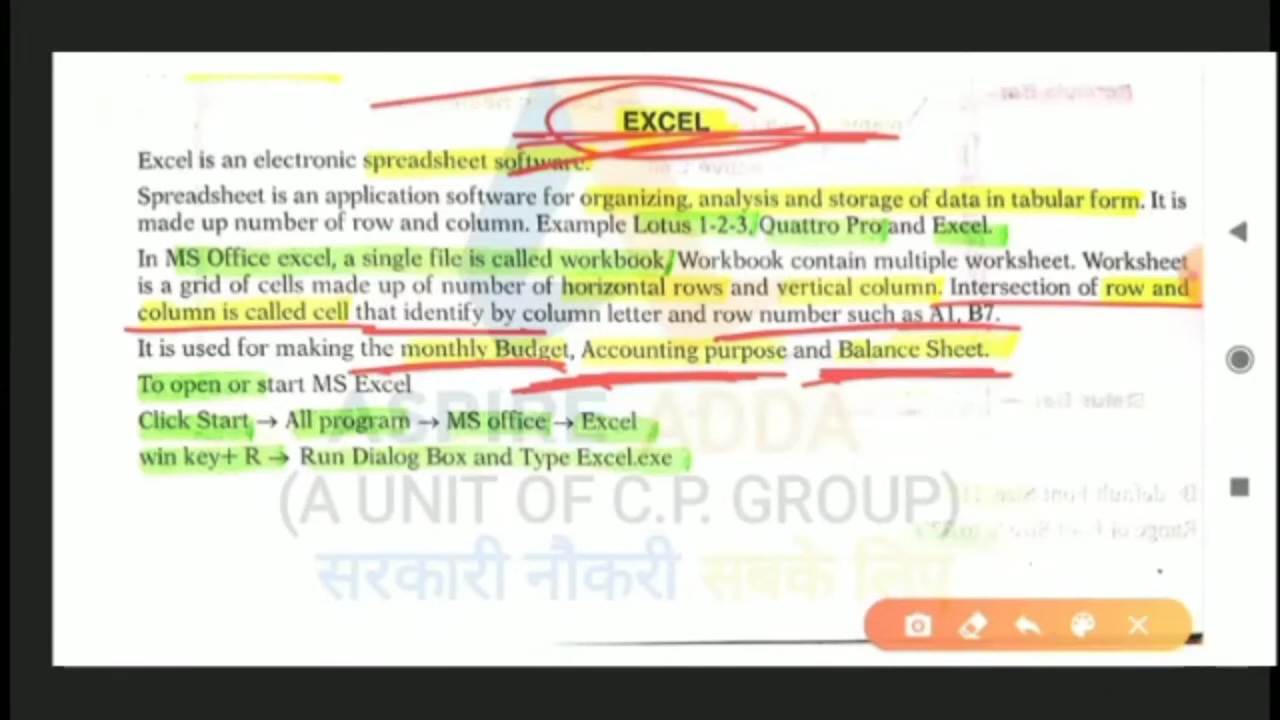 EXCEL
Excel is an electronic spreadsheet software.
Spreadsheet is an application software for organizing, analysis and storage of data in tabular form. It is
made up number of row and column. Example Lotus 1-2-3, Quattro Pro and Excel.
In MS Office excel, a single file is called workbook, Workbook contain multiple worksheet. Worksheet
is a grid of cells made up of number of horizontal rows and vertical column. Intersection of row and
column is called cell that identify by column letter and row number such as A1, B7.
It is used for making the monthly Budget, Accounting purpose and Balance Sheet.
To open or start MS Excel
Click Start → All program → MS office → Excel
win key+ R → Run Dialog Box and Type Excel.exe
ASPIRE ADDA
(A UNIT OF C.P. GROUP)
सरकारी नौकरी सबके लिए